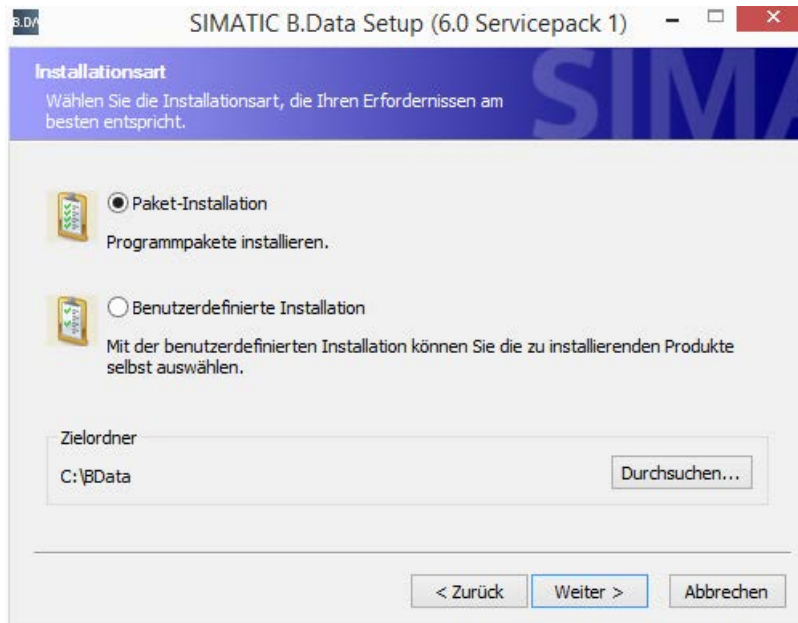 B.DA
SIMATIC B.Data Setup (6.0 Servicepack 1)
Installationsart
Wählen Sie die Installationsart, die Ihren Erfordernissen am
besten entspricht.
SIMA
Paket-Installation
Programmpakete installieren.
Benutzerdefinierte Installation
Mit der benutzerdefinierten Installation können Sie die zu installierenden Produkte
selbst auswählen.
Zielordner
C:\BData
Durchsuchen...
< Zurück
Weiter >
Abbrechen